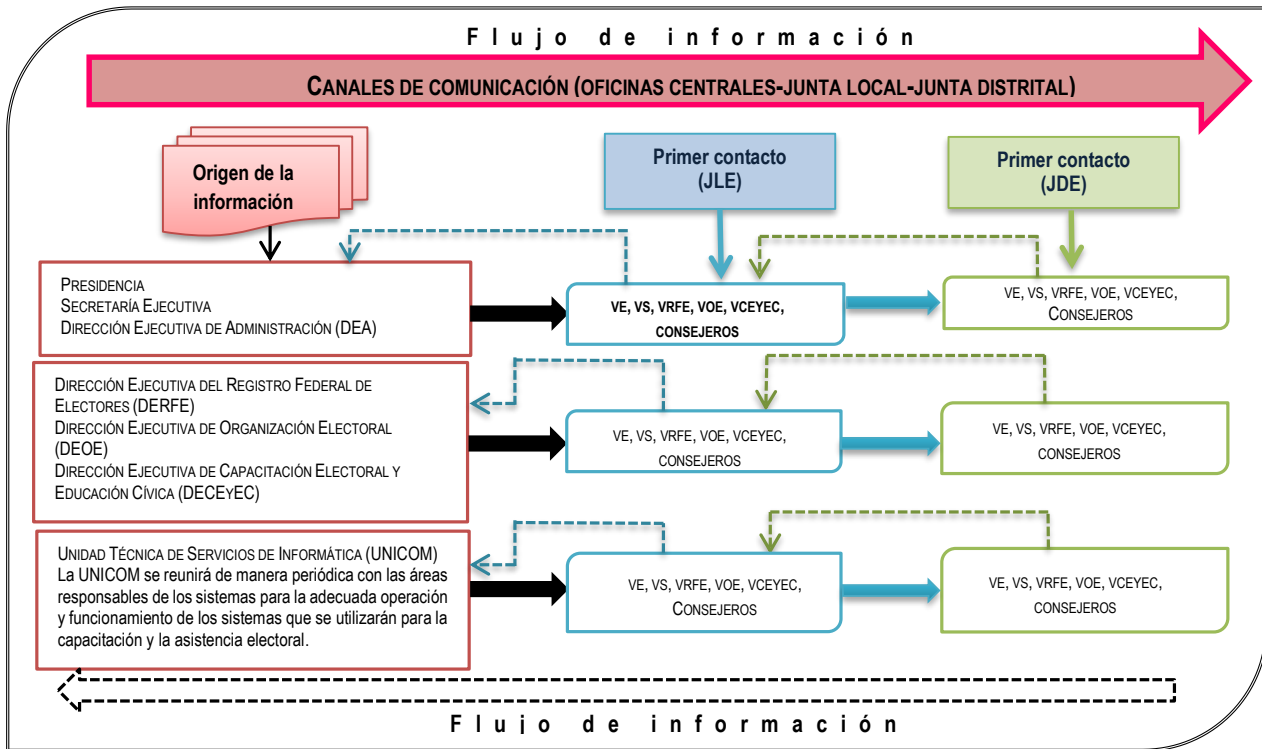 Flujo de información
CANALES DE COMUNICACIÓN (OFICINAS CENTRALES-JUNTA LOCAL-JUNTA DISTRITAL)
Origen de la
información
Primer contacto
(JLE)
Primer contacto
(JDE)
PRESIDENCIA
SECRETARÍA EJECUTIVA
DIRECCIÓN EJECUTIVA DE ADMINISTRACIÓN (DEA)
VE, VS, VRFE, VOE, VCEYEC,
CONSEJEROS
VE, VS, VRFE, VOE, VCEYEC,
CONSEJEROS
DIRECCIÓN EJECUTIVA DEL REGISTRO FEDERAL DE
ELECTORES (DERFE)
DIRECCIÓN EJECUTIVA DE ORGANIZACIÓN ELECTORAL
(DEOE)
DIRECCIÓN EJECUTIVA DE CAPACITACIÓN ELECTORAL Y
EDUCACIÓN CÍVICA (DECEYEC)
VE, VS, VRFE, VOE, VCEYEC,
CONSEJEROS
VE, VS, VRFE, VOE, VCEYEC,
CONSEJEROS
UNIDAD TÉCNICA DE SERVICIOS DE INFORMÁTICA (UNICOM)
La UNICOM se reunirá de manera periódica con las áreas
responsables de los sistemas para la adecuada operación
y funcionamiento de los sistemas que se utilizarán para la
capacitación y la asistencia electoral.
VE, VS, VRFE, VOE, VCEYEC,
CONSEJEROS
VE, VS, VRFE, VOE, VCEYEC,
CONSEJEROS
Flujo de información